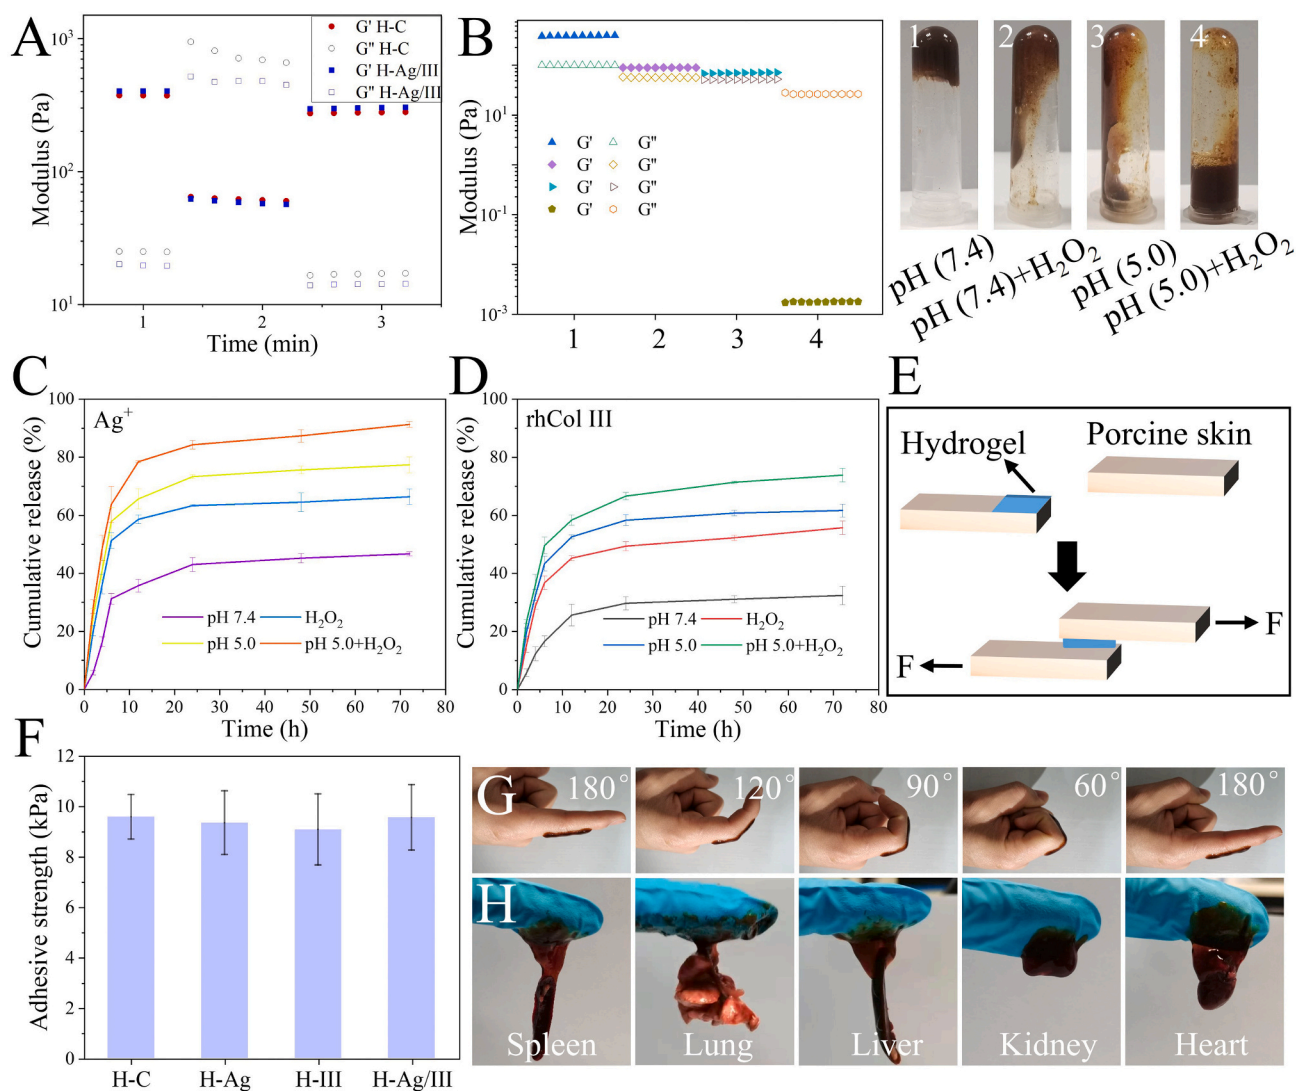 A
Modulus (Pa)
10³
10²
10¹
G' H-C
G" H-C
G' H-Ag/III
G" H-Ag/III
1 2 3
Time (min)
B
Modulus (Pa)
10¹
10⁻¹
10⁻³
G' G"
G' G"
G' G"
G' G"
1 2 3 4
1 2 3 4
pH (7.4)
pH (7.4)+H₂O₂
pH (5.0)
pH (5.0)+H₂O₂
C
Cumulative release (%)
100
80
60
40
20
0
Ag⁺
pH 7.4 H₂O₂
pH 5.0 pH 5.0+H₂O₂
0 10 20 30 40 50 60 70 80
Time (h)
D
Cumulative release (%)
100
80
60
40
20
0
rhCol III
pH 7.4 H₂O₂
pH 5.0 pH 5.0+H₂O₂
0 10 20 30 40 50 60 70 80
Time (h)
E
Hydrogel
Porcine skin
F
F
F
Adhesive strength (kPa)
12
10
8
6
4
2
0
H-C H-Ag H-III H-Ag/III
G
180° 120° 90° 60° 180°
H
Spleen Lung Liver Kidney Heart